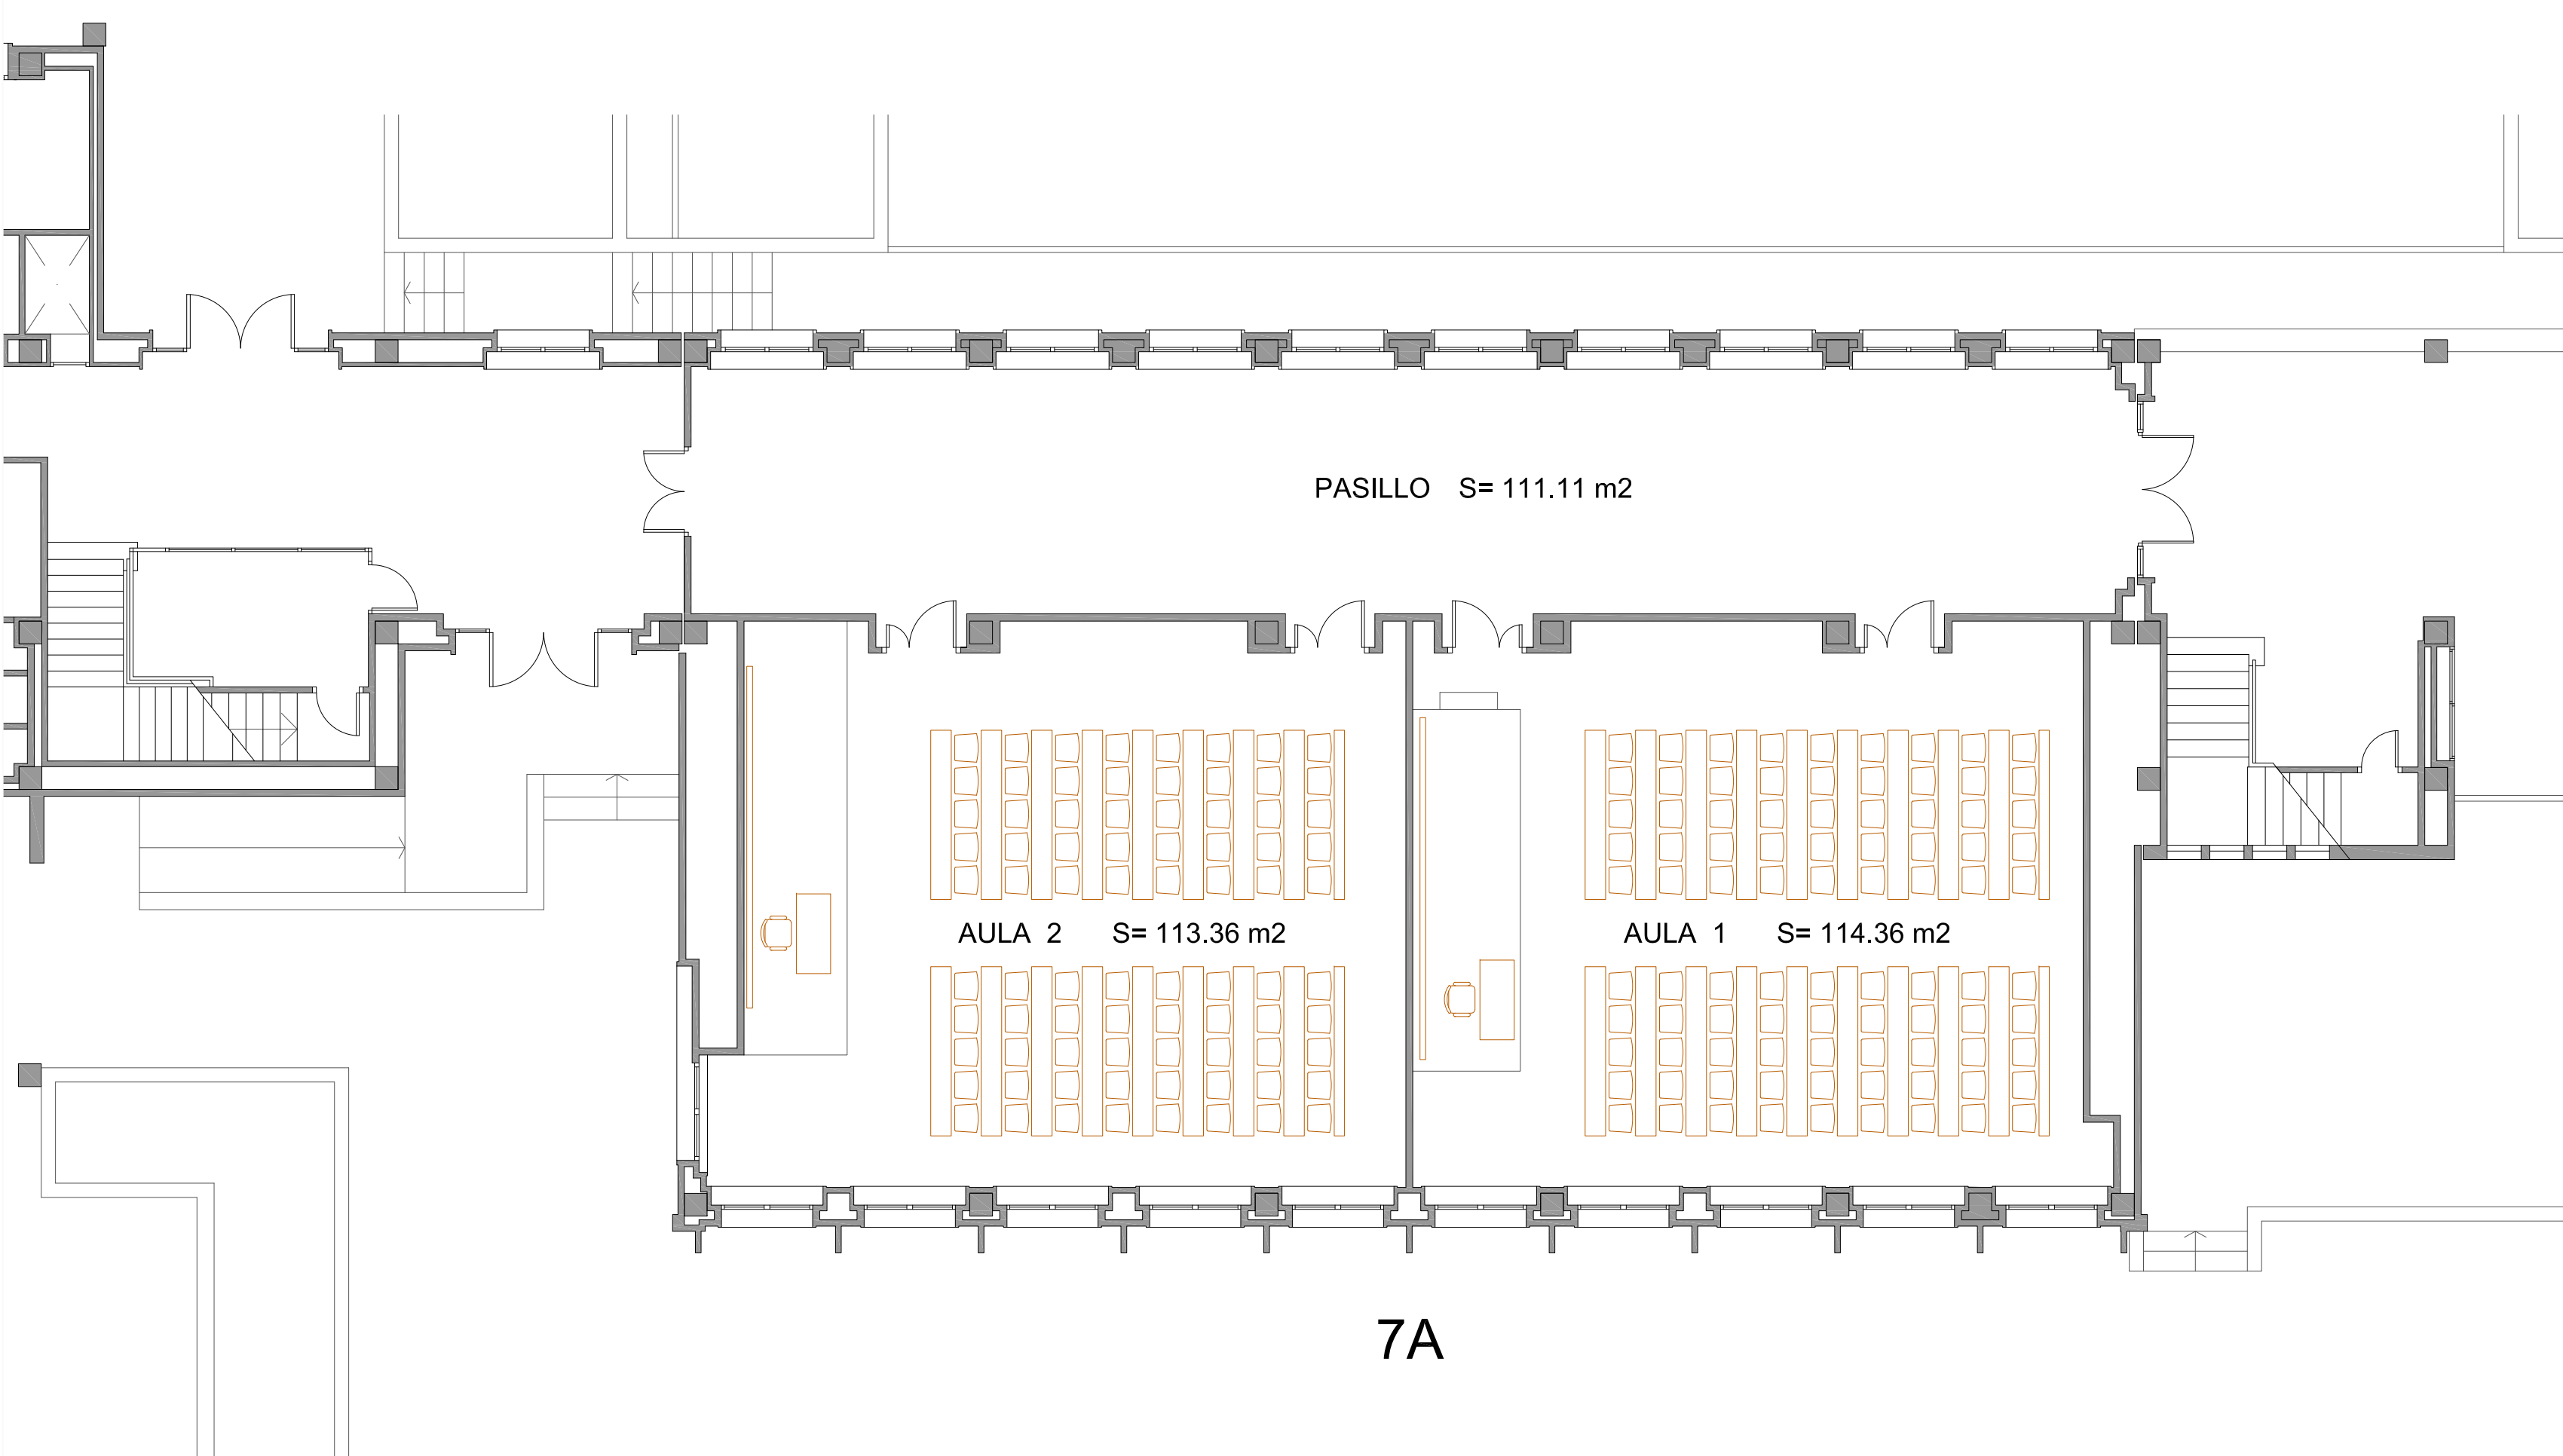 PASILLO S= 111.11 m2
AULA 2 S= 113.36 m2
AULA 1 S= 114.36 m2
7A